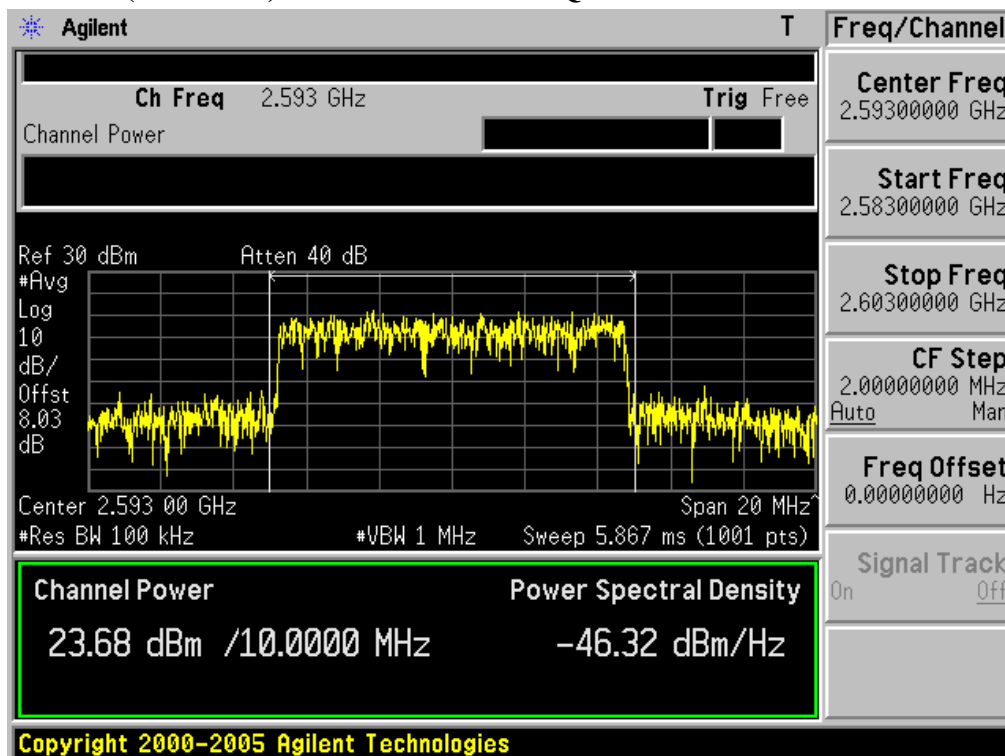 Agilent T Freq/Channel
Ch Freq 2.593 GHz Trig Free
Channel Power
Center Freq
2.59300000 GHz
Start Freq
2.58300000 GHz
Stop Freq
2.60300000 GHz
CF Step
2.00000000 MHz
Auto Man
Freq Offset
0.00000000 Hz
Signal Track
On Off
Ref 30 dBm Atten 40 dB
#Avg
Log
10
dB/
Offst
8.03
dB
Center 2.593 00 GHz Span 20 MHz^
#Res BW 100 kHz #VBW 1 MHz Sweep 5.867 ms (1001 pts)
Channel Power Power Spectral Density
23.68 dBm /10.0000 MHz -46.32 dBm/Hz
Copyright 2000-2005 Agilent Technologies